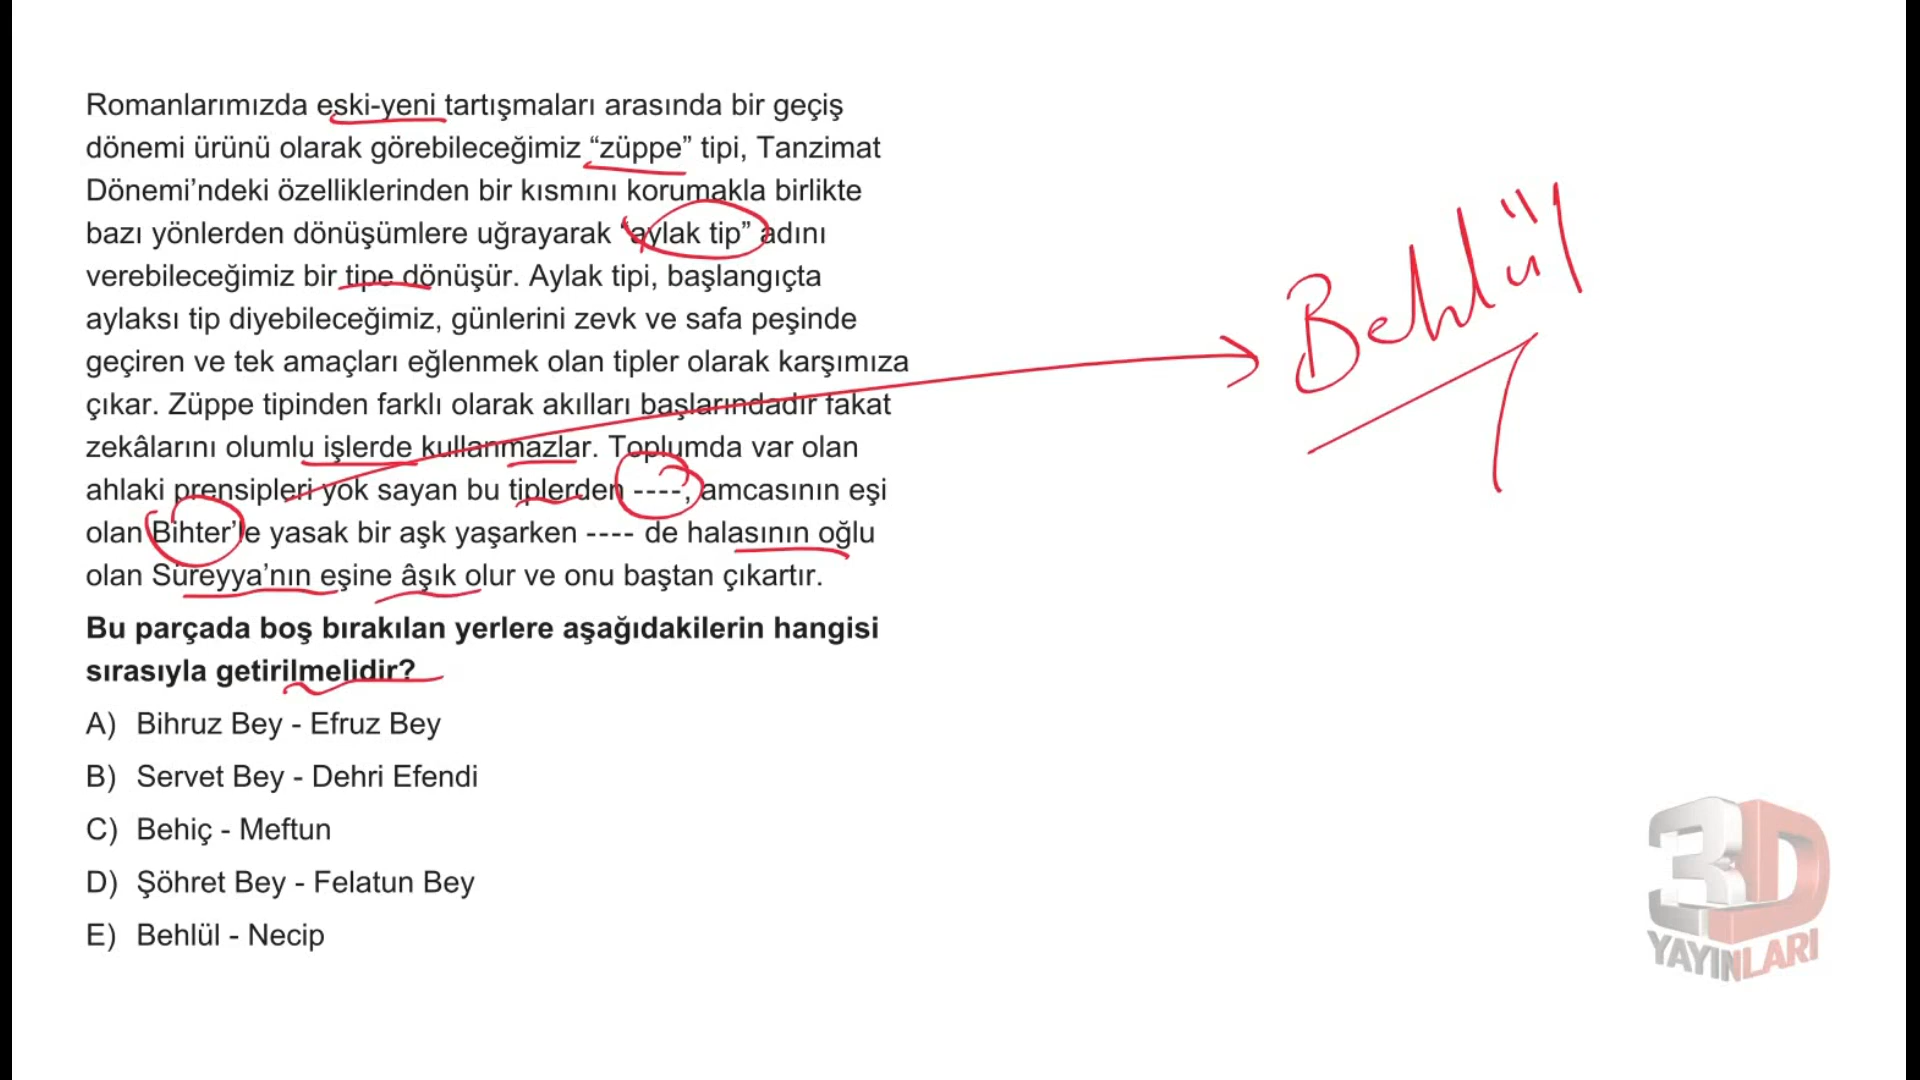 Romanlarımızda eski-yeni tartışmaları arasında bir geçiş
dönemi ürünü olarak görebileceğimiz “züppe” tipi, Tanzimat
Dönemi’ndeki özelliklerinden bir kısmını korumakla birlikte
bazı yönlerden dönüşümlere uğrayarak “aylak tip” adını
verebileceğimiz bir tipe dönüşür. Aylak tipi, başlangıçta
aylaksı tip diyebileceğimiz, günlerini zevk ve safa peşinde
geçiren ve tek amaçları eğlenmek olan tipler olarak karşımıza
çıkar. Züppe tipinden farklı olarak akılları başlarındadır fakat
zekâlarını olumlu işlerde kullanmazlar. Toplumda var olan
ahlaki prensipleri yok sayan bu tiplerden ----, amcasının eşi
olan Bihter’le yasak bir aşk yaşarken ---- de halasının oğlu
olan Süreyya’nın eşine âşık olur ve onu baştan çıkartır.
Bu parçada boş bırakılan yerlere aşağıdakilerin hangisi
sırasıyla getirilmelidir?
A) Bihruz Bey - Efruz Bey
B) Servet Bey - Dehri Efendi
C) Behiç - Meftun
D) Şöhret Bey - Felatun Bey
E) Behlül - Necip
Behlül
3D
YAYINLARI